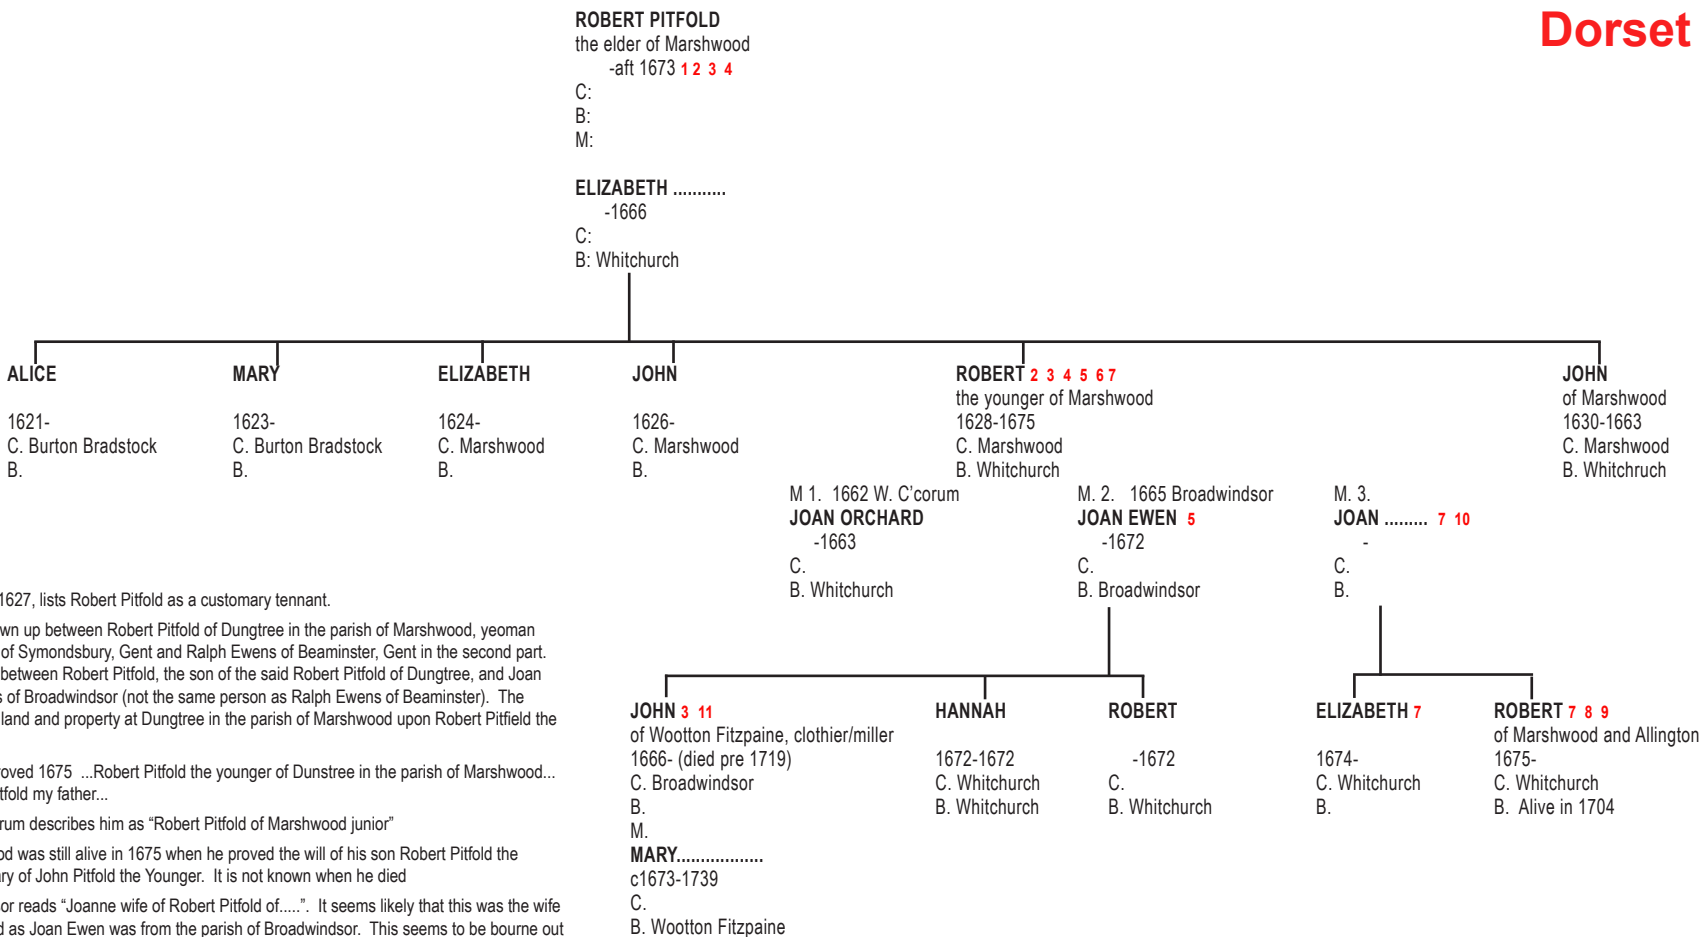 Dorset
ROBERT PITFOLD
the elder of Marshwood
-aft 1673 1 2 3 4
C:
B:
M:
ELIZABETH ...........
-1666
C:
B: Whitchurch
ALICE
1621-
C. Burton Bradstock
B.
MARY
1623-
C. Burton Bradstock
B.
ELIZABETH
1624-
C. Marshwood
B.
JOHN
1626-
C. Marshwood
B.
ROBERT 2 3 4 5 6 7
the younger of Marshwood
1628-1675
C. Marshwood
B. Whitchurch
JOHN
of Marshwood
1630-1663
C. Marshwood
B. Whitchruch
M 1. 1662 W. C'corum
JOAN ORCHARD
-1663
C.
B. Whitchurch
M. 2. 1665 Broadwindsor
JOAN EWEN 5
-1672
C.
B. Broadwindsor
M. 3.
JOAN ......... 7 10
-
C.
B.
JOHN 3 11
of Wootton Fitzpaine, clothier/miller
1666- (died pre 1719)
C. Broadwindsor
B.
M.
MARY..................
c1673-1739
C.
B. Wootton Fitzpaine
HANNAH
1672-1672
C. Whitchurch
B. Whitchurch
ROBERT
-1672
C.
B. Whitchurch
ELIZABETH 7
1674-
C. Whitchurch
B.
ROBERT 7 8 9
of Marshwood and Allington
1675-
C. Whitchurch
B. Alive in 1704
1627, lists Robert Pitfold as a customary tennant.
wn up between Robert Pitfold of Dungtree in the parish of Marshwood, yeoman
of Symondsbury, Gent and Ralph Ewens of Beaminster, Gent in the second part.
between Robert Pitfold, the son of the said Robert Pitfold of Dungtree, and Joan
s of Broadwindsor (not the same person as Ralph Ewens of Beaminster). The
land and property at Dungtree in the parish of Marshwood upon Robert Pitfield the
oved 1675 ...Robert Pitfold the younger of Dunstree in the parish of Marshwood...
tfold my father...
rum describes him as “Robert Pitfold of Marshwood junior”
od was still alive in 1675 when he proved the will of his son Robert Pitfold the
ary of John Pitfold the Younger. It is not known when he died
or reads “Joanne wife of Robert Pitfold of.....”. It seems likely that this was the wife
d as Joan Ewen was from the parish of Broadwindsor. This seems to be bourne out